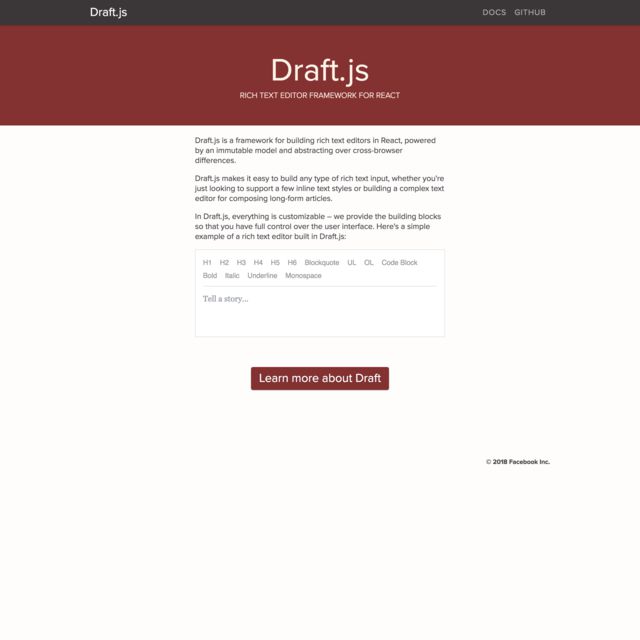 Draft.js
DOCS GITHUB
Draft.js
RICH TEXT EDITOR FRAMEWORK FOR REACT
Draft.js is a framework for building rich text editors in React, powered
by an immutable model and abstracting over cross-browser
differences.
Draft.js makes it easy to build any type of rich text input, whether you're
just looking to support a few inline text styles or building a complex text
editor for composing long-form articles.
In Draft.js, everything is customizable – we provide the building blocks
so that you have full control over the user interface. Here's a simple
example of a rich text editor built in Draft.js:
H1 H2 H3 H4 H5 H6 Blockquote UL OL Code Block
Bold Italic Underline Monospace
Tell a story...
Learn more about Draft
© 2018 Facebook Inc.